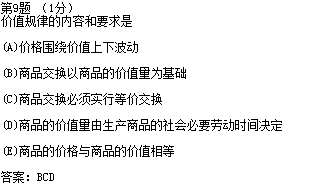 第9题 （1分）
价值规律的内容和要求是
(A)价格围绕价值上下波动
(B)商品交换以商品的价值量为基础
(C)商品交换必须实行等价交换
(D)商品的价值量由生产商品的社会必要劳动时间决定
(E)商品的价格与商品的价值相等
答案：BCD